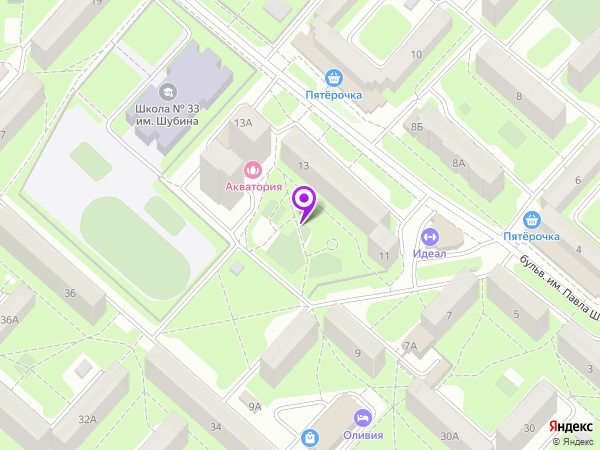 19
10
Пятёрочка
8
Школа № 33
им. Шубина
13А
8Б
7
13
8А
6
Акватория
Пятёрочка
4
Идеал
11
бульв. им. Павла Ш
36
36А
7
5
9
7А
3
9А
32А
34
Оливия
30А
30
Яндекс
© Яндекс